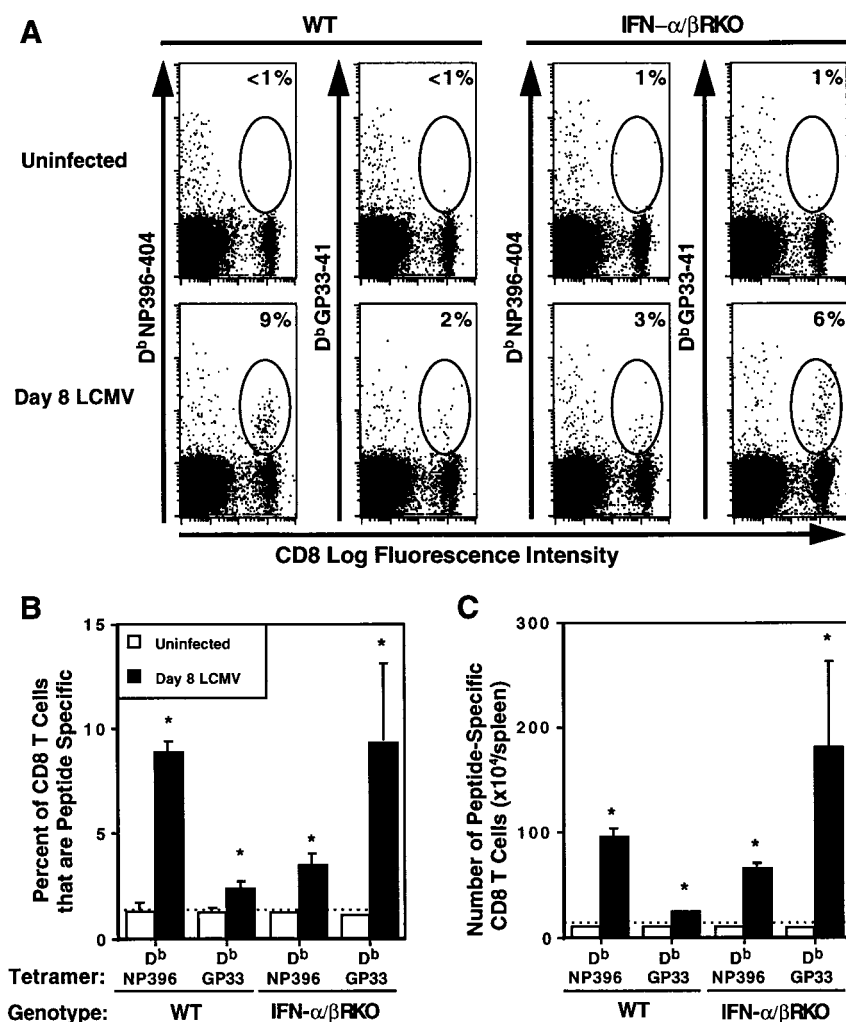 A
WT
IFN-α/βRKO
<1%
<1%
1%
1%
Uninfected
DᵇNP396-404
DᵇGP33-41
DᵇNP396-404
DᵇGP33-41
9%
2%
3%
6%
Day 8 LCMV
CD8 Log Fluorescence Intensity
B
Percent of CD8 T Cells
that are Peptide Specific
15
10
5
0
Uninfected
Day 8 LCMV
*
*
*
*
Dᵇ Dᵇ Dᵇ Dᵇ
Tetramer: NP396 GP33 NP396 GP33
Genotype: WT IFN-α/βRKO
C
Number of Peptide-Specific
CD8 T Cells (x10⁴/spleen)
300
200
100
0
*
*
*
*
Dᵇ Dᵇ Dᵇ Dᵇ
NP396 GP33 NP396 GP33
WT IFN-α/βRKO